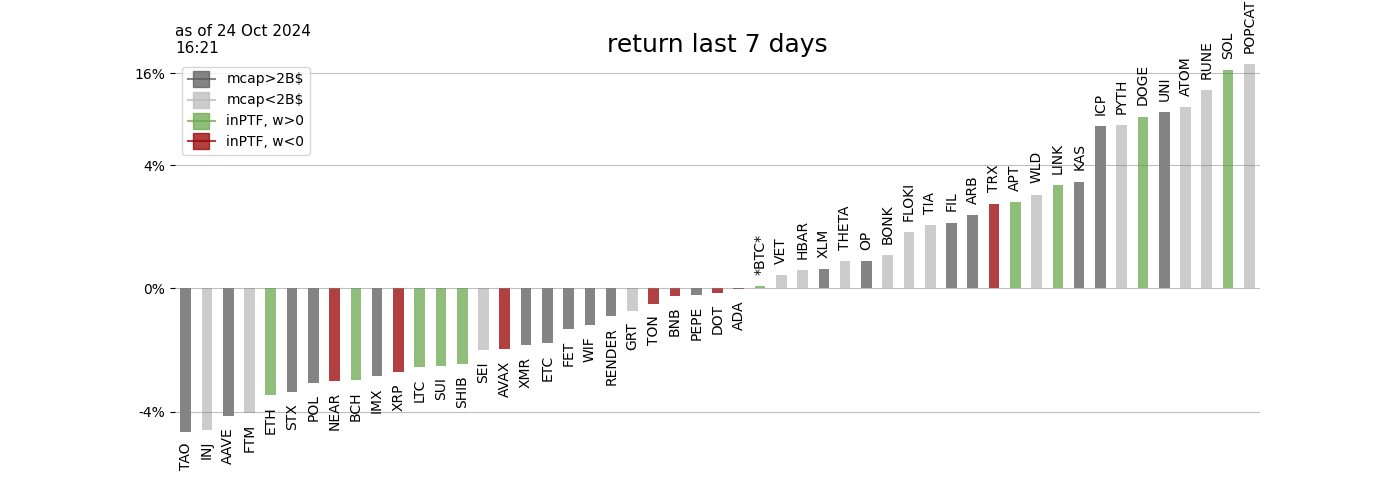 as of 24 Oct 2024
16:21
return last 7 days
16%
4%
0%
-4%
mcap>2B$
mcap<2B$
inPTF, w>0
inPTF, w<0
TAO
INJ
AAVE
FTM
ETH
STX
POL
NEAR
BCH
IMX
XRP
LTC
SUI
SHIB
SEI
AVAX
XMR
ETC
FET
WIF
RENDER
GRT
TON
BNB
PEPE
DOT
ADA
*BTC*
VET
HBAR
XLM
THETA
OP
BONK
FLOKI
TIA
FIL
ARB
TRX
APT
WLD
LINK
KAS
ICP
PYTH
DOGE
UNI
ATOM
RUNE
SOL
POPCAT